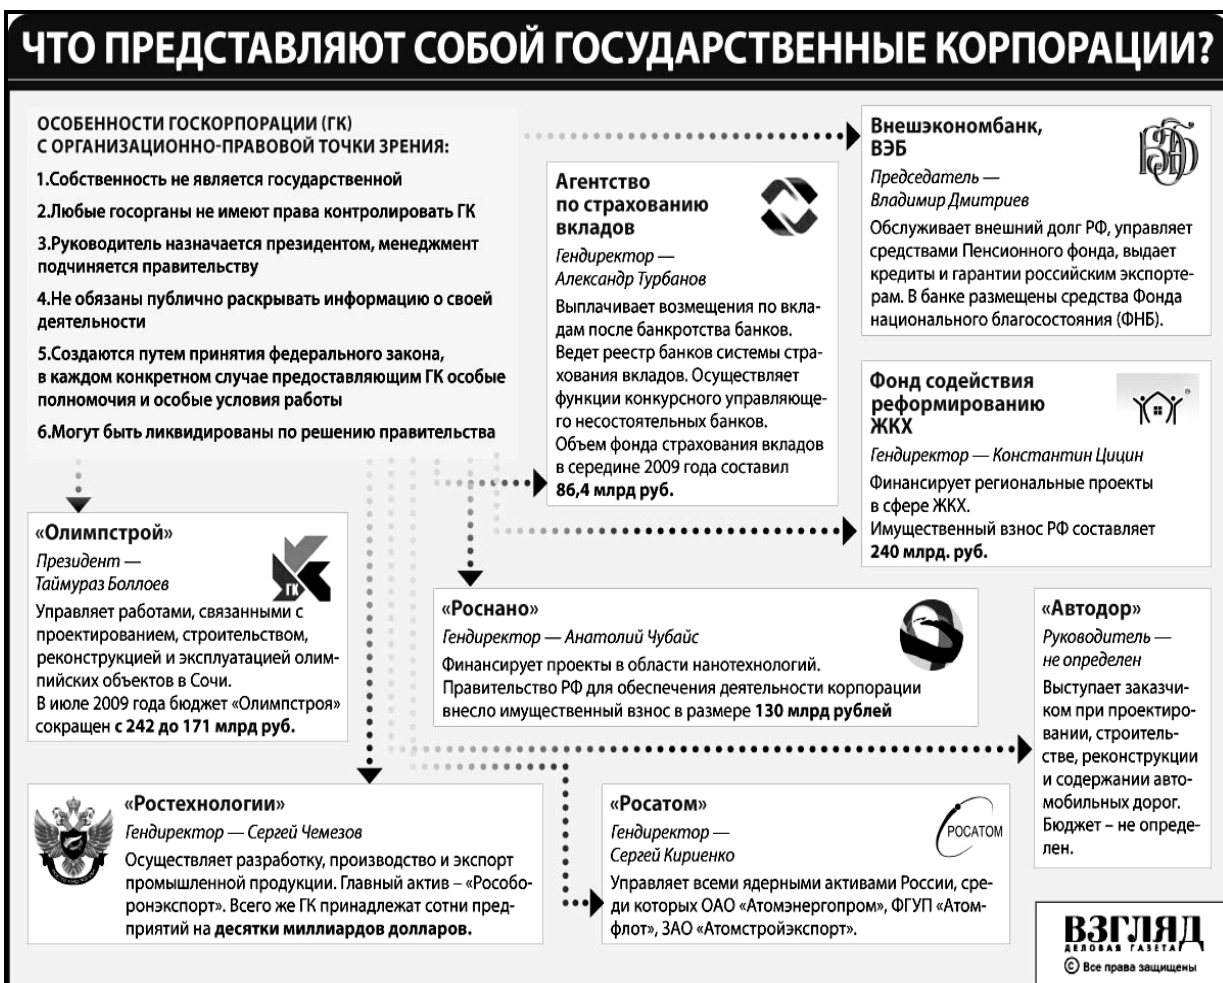 ЧТО ПРЕДСТАВЛЯЮТ СОБОЙ ГОСУДАРСТВЕННЫЕ КОРПОРАЦИИ?
ОСОБЕННОСТИ ГОСКОРПОРАЦИИ (ГК)
С ОРГАНИЗАЦИОННО-ПРАВОВОЙ ТОЧКИ ЗРЕНИЯ:
1.Собственность не является государственной
2.Любые госорганы не имеют права контролировать ГК
3.Руководитель назначается президентом, менеджмент
подчиняется правительству
4.Не обязаны публично раскрывать информацию о своей
деятельности
5.Создаются путем принятия федерального закона,
в каждом конкретном случае предоставляющим ГК особые
полномочия и особые условия работы
6.Могут быть ликвидированы по решению правительства
Агентство
по страхованию
вкладов
Гендиректор —
Александр Турбанов
Выплачивает возмещения по вкла-
дам после банкротства банков.
Ведет реестр банков системы стра-
хования вкладов. Осуществляет
функции конкурсного управляюще-
го несостоятельных банков.
Объем фонда страхования вкладов
в середине 2009 года составил
86,4 млрд руб.
Внешэкономбанк,
ВЭБ
Председатель —
Владимир Дмитриев
Обслуживает внешний долг РФ, управляет
средствами Пенсионного фонда, выдает
кредиты и гарантии российским экспорте-
рам. В банке размещены средства Фонда
национального благосостояния (ФНБ).
Фонд содействия
реформированию
ЖКХ
Гендиректор — Константин Цицин
Финансирует региональные проекты
в сфере ЖКХ.
Имущественный взнос РФ составляет
240 млрд. руб.
«Олимпстрой»
Президент —
Таймураз Боллоев
ГК
Управляет работами, связанными с
проектированием, строительством,
реконструкцией и эксплуатацией олим-
пийских объектов в Сочи.
В июле 2009 года бюджет «Олимпстроя»
сокращен с 242 до 171 млрд руб.
«Роснано»
Гендиректор — Анатолий Чубайс
Финансирует проекты в области нанотехнологий.
Правительство РФ для обеспечения деятельности корпорации
внесло имущественный взнос в размере 130 млрд рублей
«Автодор»
Руководитель —
не определен
Выступает заказчи-
ком при проектиро-
вании, строитель-
стве, реконструкции
и содержании авто-
мобильных дорог.
Бюджет – не опреде-
лен.
«Ростехнологии»
Гендиректор — Сергей Чемезов
Осуществляет разработку, производство и экспорт
промышленной продукции. Главный актив – «Рособо-
ронэкспорт». Всего же ГК принадлежат сотни пред-
приятий на десятки миллиардов долларов.
«Росатом»
Гендиректор —
Сергей Кириенко
РОСАТОМ
Управляет всеми ядерными активами России, сре-
ди которых ОАО «Атомэнергопром», ФГУП «Атом-
флот», ЗАО «Атомстройэкспорт».
ВЗГЛЯД
ДЕЛОВАЯ ГАЗЕТА
© Все права защищены